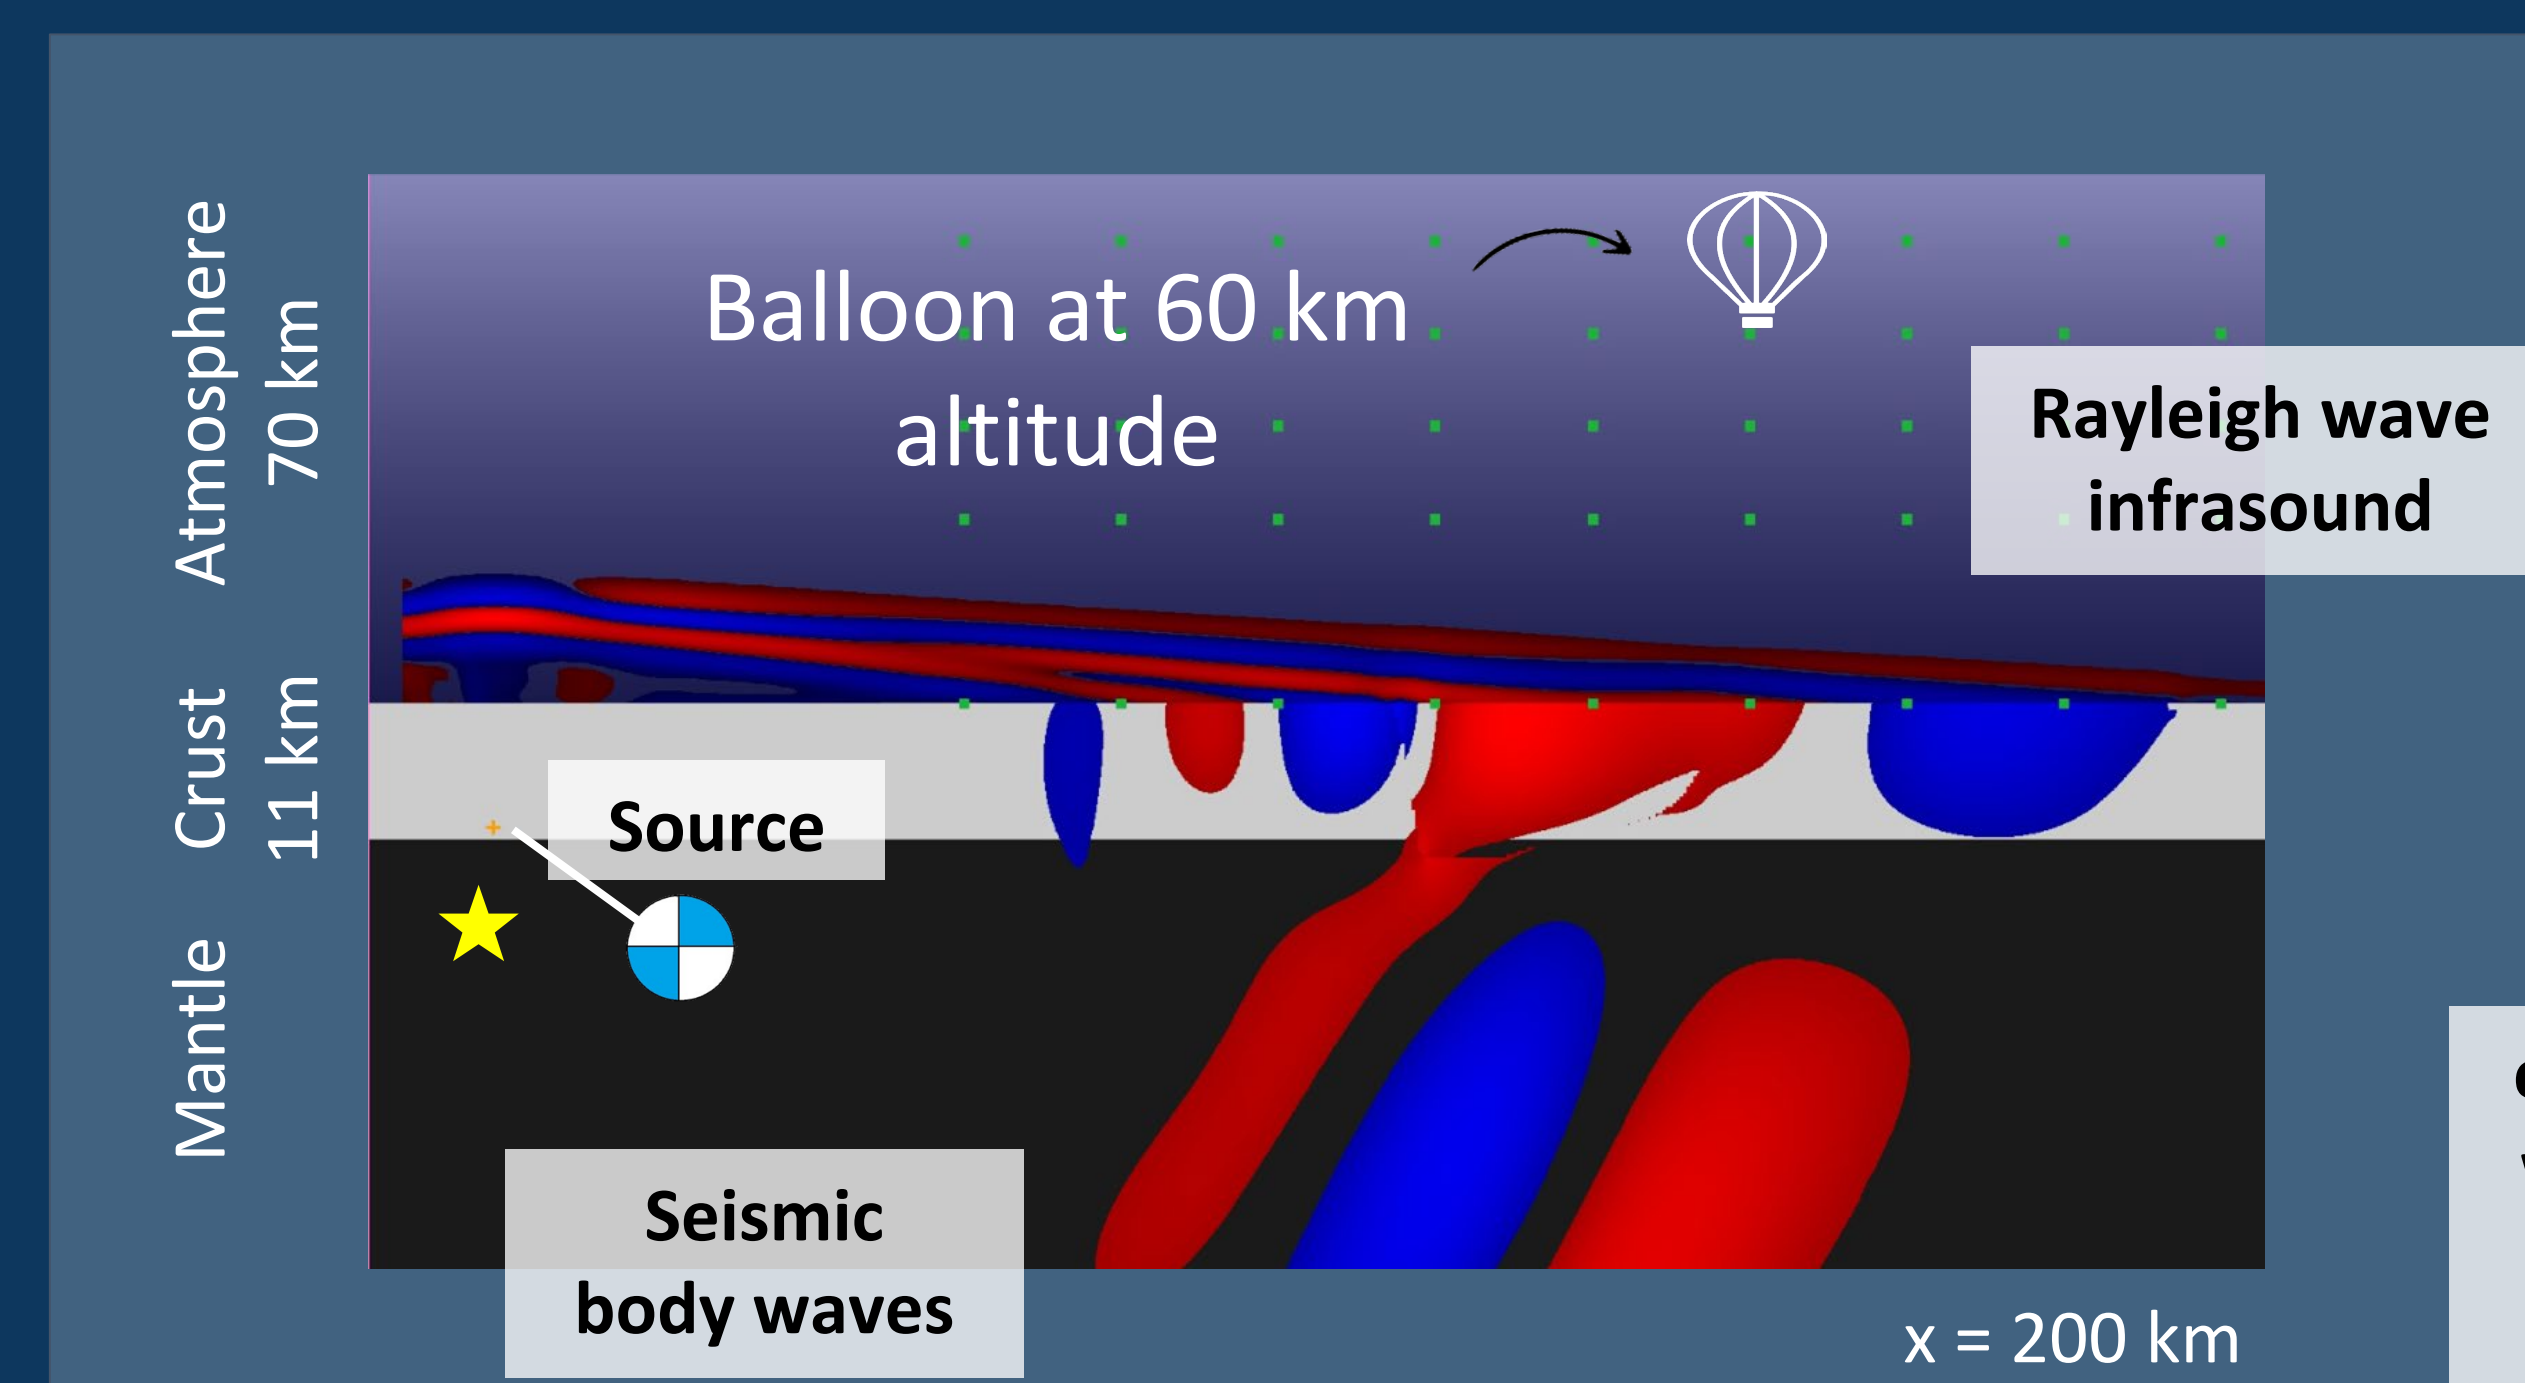 Atmosphere
70 km
Crust
11 km
Mantle
Balloon at 60 km
altitude
Rayleigh wave
infrasound
Source
Seismic
body waves
x = 200 km